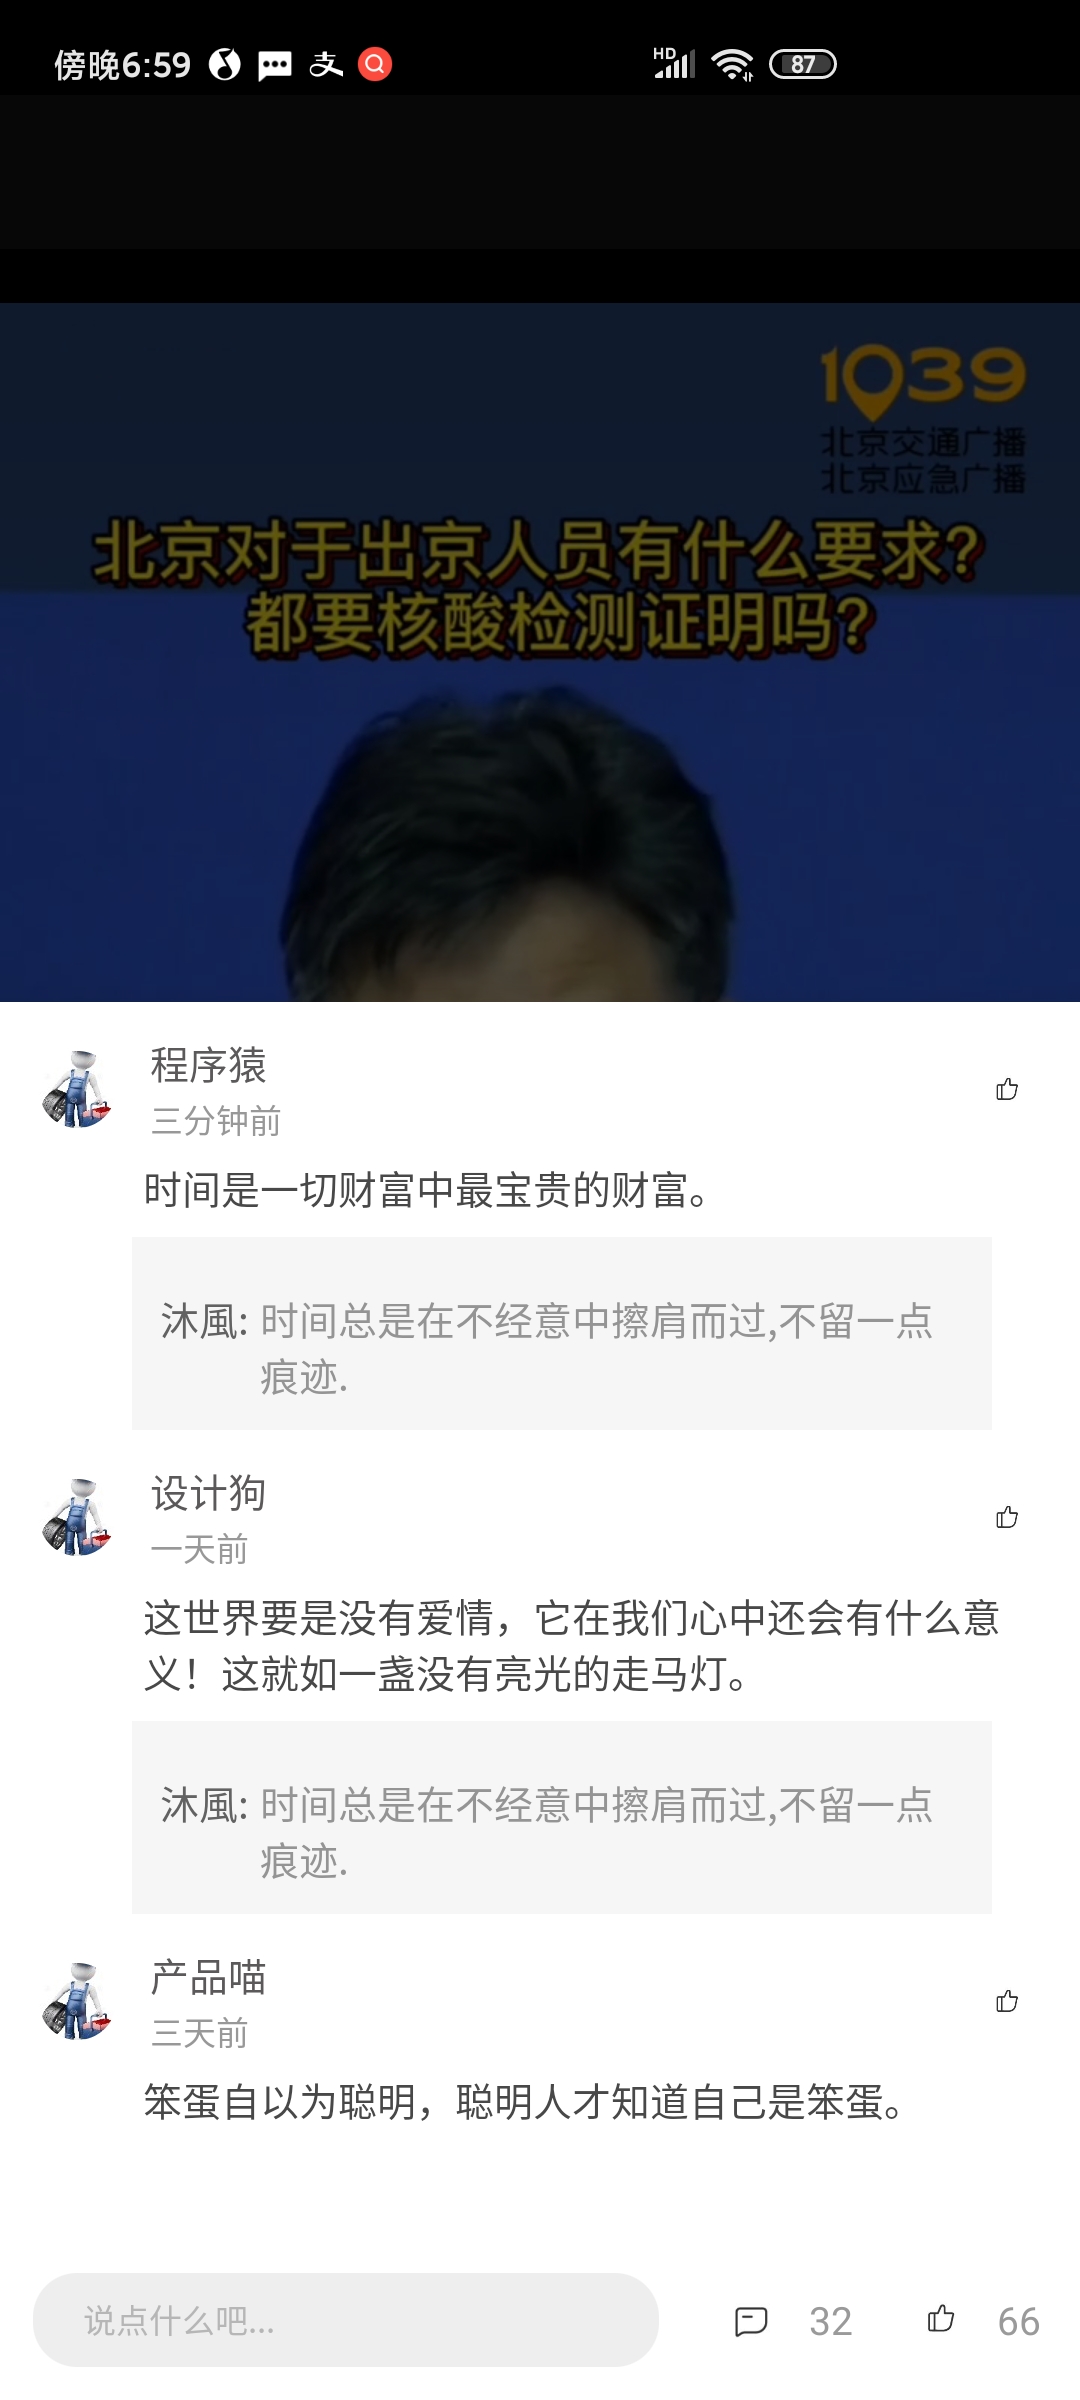 傍晚6:59
HD
87
1039
北京交通广播
北京应急广播
北京对于出京人员有什么要求?
都要核酸检测证明吗?
程序猿
三分钟前
时间是一切财富中最宝贵的财富。
沐風: 时间总是在不经意中擦肩而过,不留一点
痕迹.
设计狗
一天前
这世界要是没有爱情，它在我们心中还会有什么意
义！这就如一盏没有亮光的走马灯。
沐風: 时间总是在不经意中擦肩而过,不留一点
痕迹.
产品喵
三天前
笨蛋自以为聪明，聪明人才知道自己是笨蛋。
说点什么吧...
32
66